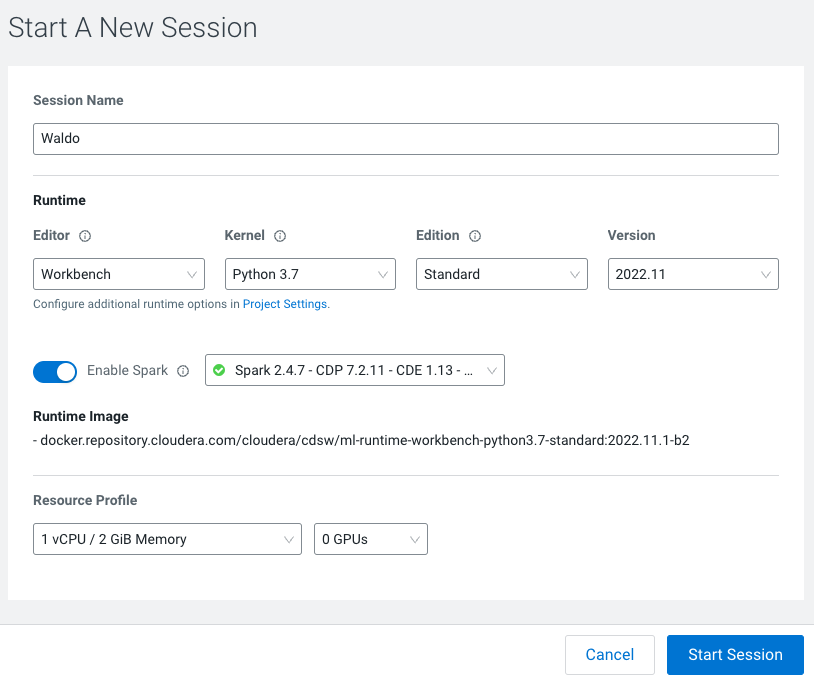 Start A New Session
Session Name
Waldo
Runtime
Editor Kernel Edition Version
Workbench Python 3.7 Standard 2022.11
Configure additional runtime options in Project Settings.
Enable Spark Spark 2.4.7 - CDP 7.2.11 - CDE 1.13 - ...
Runtime Image
- docker.repository.cloudera.com/cloudera/cdsw/ml-runtime-workbench-python3.7-standard:2022.11.1-b2
Resource Profile
1 vCPU / 2 GiB Memory 0 GPUs
Cancel Start Session